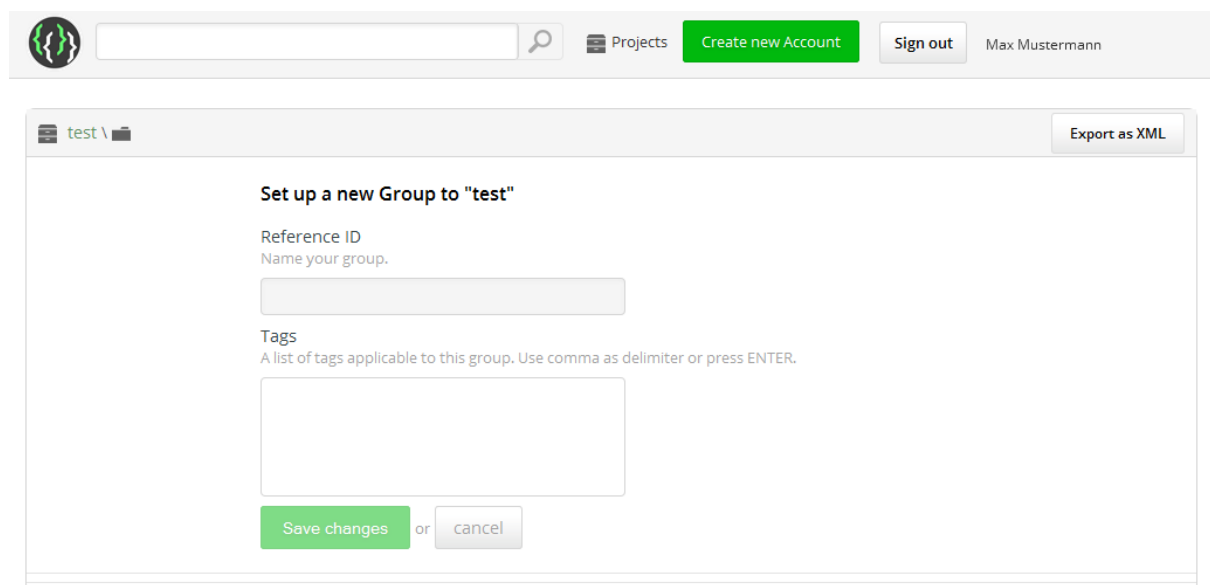 Projects Create new Account Sign out Max Mustermann
test \ Export as XML
Set up a new Group to "test"
Reference ID
Name your group.
Tags
A list of tags applicable to this group. Use comma as delimiter or press ENTER.
Save changes or cancel